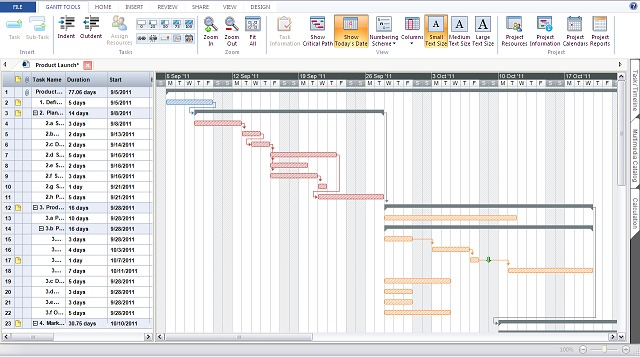 FILE GANTT TOOLS HOME INSERT REVIEW SMARTART VIEW DESIGN
Task Sub-Task Indent Outdent Assign Resources Zoom In Zoom Out Fit All Task Information Show Critical Path Show Today's Date Numbering Scheme Columns Small Text Size Medium Text Size Large Text Size Project Resources Project Information Project Calendars Project Reports
Tasks Zoom View Size Project
Product Launch*
Task Name Duration Start
5 Sep '11 12 Sep '11 19 Sep '11 26 Sep '11 3 Oct '11 10 Oct '11 17 Oct '11
1 Product... 77.06 days 9/5/2011
2 1. Defi... 5 days 9/5/2011
3 2. Plan... 14 days 9/8/2011
4 2.a S... 3 days 9/8/2011
5 2.b... 2 days 9/13/2011
6 2.c D... 2 days 9/14/2011
7 2.d S... 5 days 9/16/2011
8 2.e S... 2 days 9/16/2011
9 2.f S... 3 days 9/16/2011
10 2.g S... 1 day 9/21/2011
11 2.h P... 5 days 9/21/2011
12 3. Prod... 16 days 9/28/2011
13 3.a P... 10 days 9/28/2011
14 3.b P... 16 days 9/28/2011
15 3.... 3 days 9/28/2011
16 3.... 4 days 10/3/2011
17 3.... 1 day 10/7/2011
18 3.... 7 days 10/11/2011
19 3.c D... 5 days 9/28/2011
20 3.d... 3 days 9/28/2011
21 3.e... 3 days 9/28/2011
22 3.f O... 5 days 9/28/2011
23 4. Mark... 30.75 days 10/10/2011
Task/Timeline
Multimedia Catalog
Calculation
100%